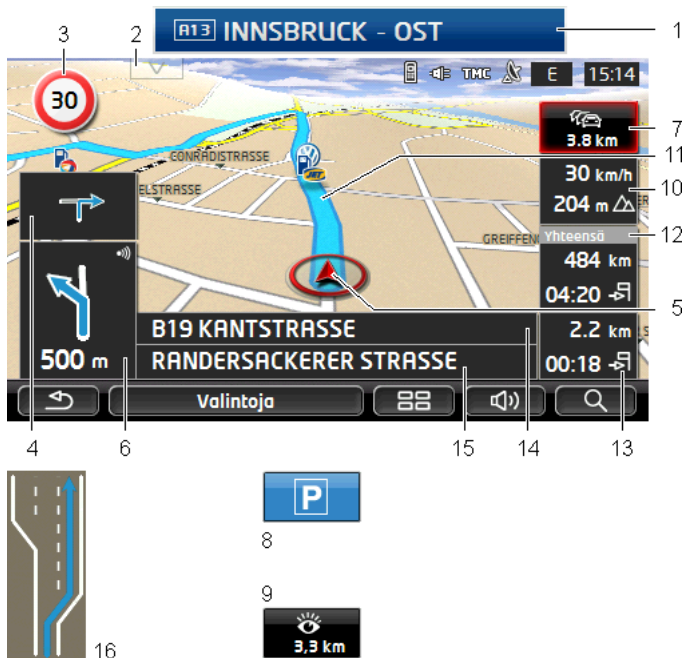 A13 INNSBRUCK - OST
1
3
2
30
TMC
E
15:14
7
3.8 km
11
CONRADISTRASSE
30 km/h
10
ELSTRASSE
JET
204 m
GREIFFEN
Yhteensä
12
484 km
04:20
5
B19 KANTSTRASSE
2.2 km
500 m
RANDERSACKERER STRASSE
00:18
Valintoja
4
6
15
14
13
P
8
9
3,3 km
16